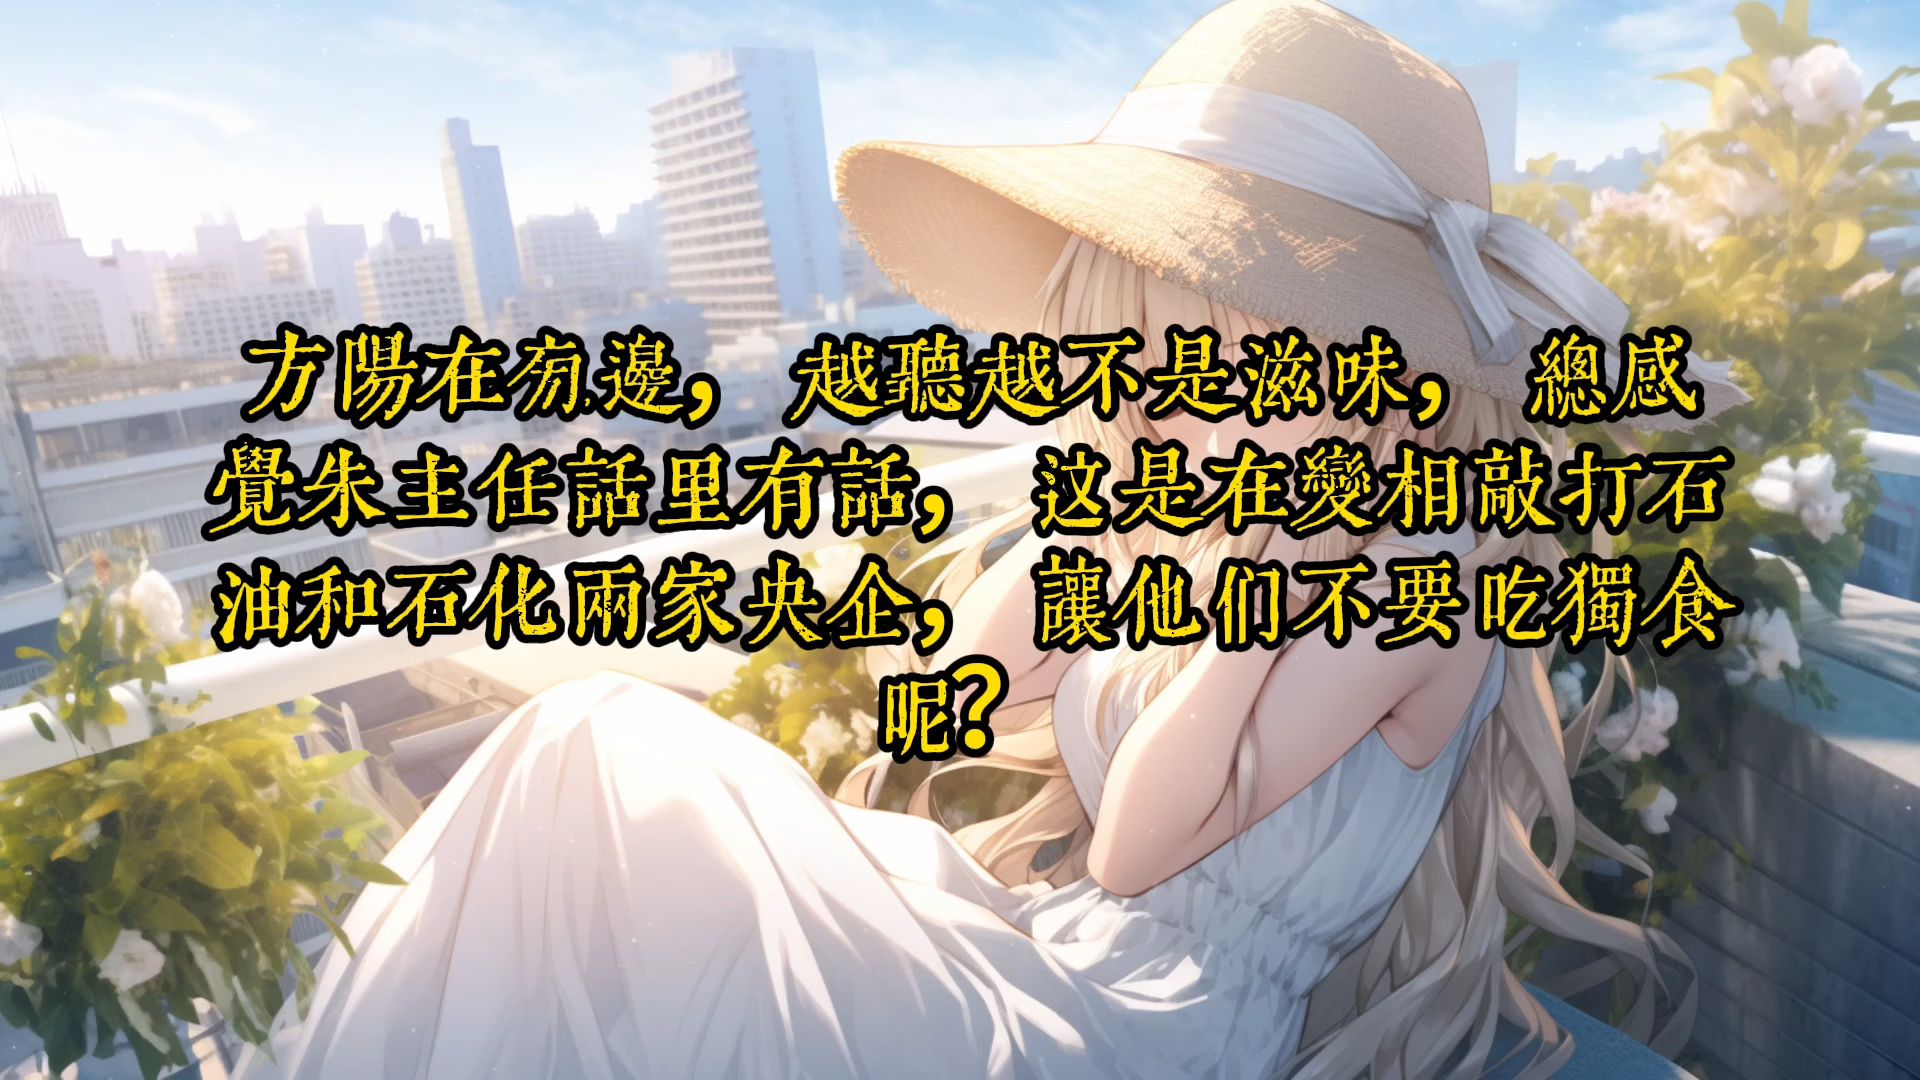 方陽在旁邊，越聽越不是滋味，總感
覺朱主任話里有話，这是在變相敲打石
油和石化兩家央企，讓他们不要吃獨食
呢？